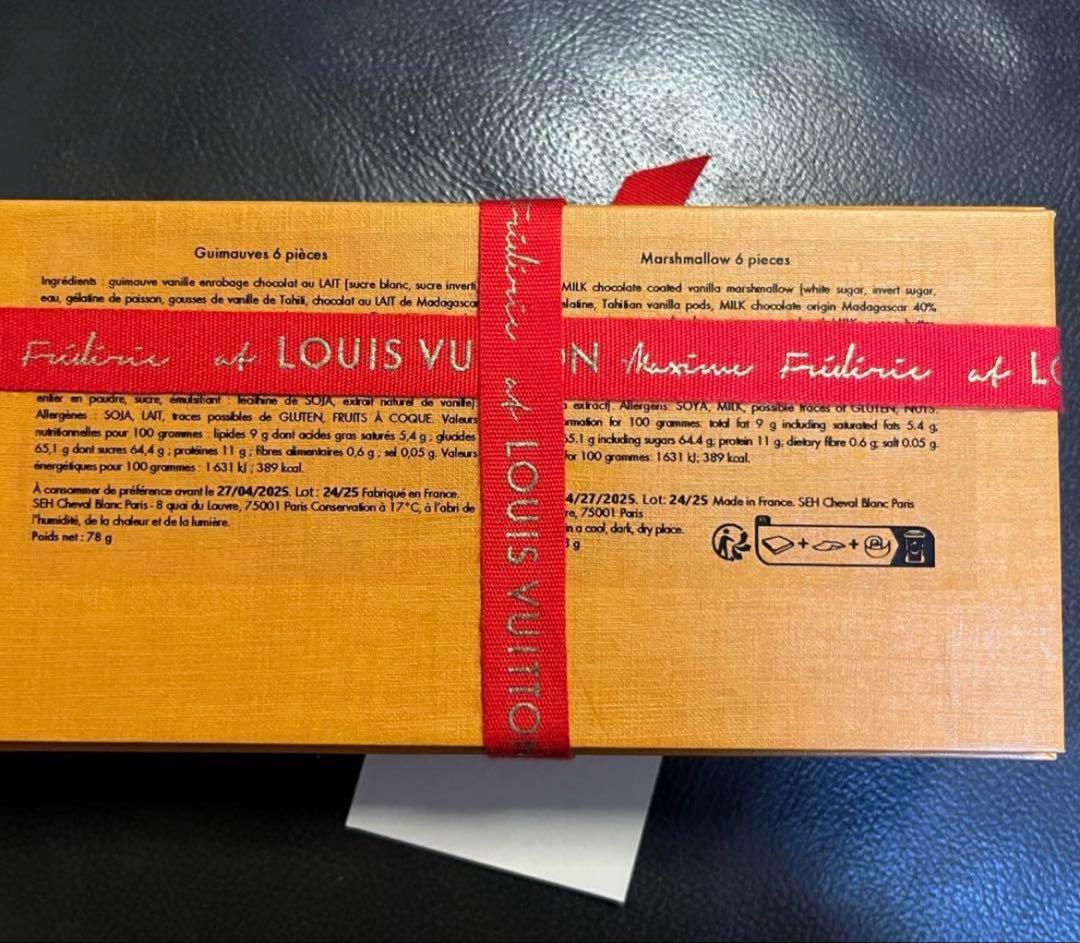 Guimauves 6 pièces
Ingrédients : guimauve vanille enrobage chocolat au LAIT (sucre blanc, sucre inverti
eau, gélatine de poisson, gousses de vanille de Tahiti, chocolat au LAIT de Madagascar
entier en poudre, sucre, émulsifiant : lécithine de SOJA, extrait naturel de vanille)
Allergènes : SOJA, LAIT, traces possibles de GLUTEN, FRUITS À COQUE. Valeurs
nutritionnelles pour 100 grammes : lipides 9 g dont acides gras saturés 5,4 g ; glucides
65,1 g dont sucres 64,4 g ; protéines 11 g ; fibres alimentaires 0,6 g ; sel 0,05 g. Valeurs
énergétiques pour 100 grammes : 1631 kJ ; 389 kcal.
À consommer de préférence avant le 27/04/2025. Lot : 24/25 Fabriqué en France.
SEH Cheval Blanc Paris - 8 quai du Louvre, 75001 Paris Conservation à 17°C, à l'abri de
l'humidité, de la chaleur et de la lumière.
Poids net : 78 g
Marshmallow 6 pieces
MILK chocolate coated vanilla marshmallow (white sugar, invert sugar,
elatine, Tahitian vanilla pods, MILK chocolate origin Madagascar 40%
extract). Allergens: SOYA, MILK, possible traces of GLUTEN, NUTS.
rmation for 100 grammes: total fat 9 g including saturated fats 5.4 g;
65.1 g including sugars 64.4 g; protein 11 g, dietary fibre 0.6 g; salt 0.05 g.
for 100 grammes: 1631 kJ; 389 kcal.
4/27/2025. Lot: 24/25 Made in France. SEH Cheval Blanc Paris
re, 75001 Paris
in a cool, dark, dry place.
8 g
Frédéric at LOUIS VU
ON Maxime Frédéric at LO
Frédéric at LOUIS VUITTON